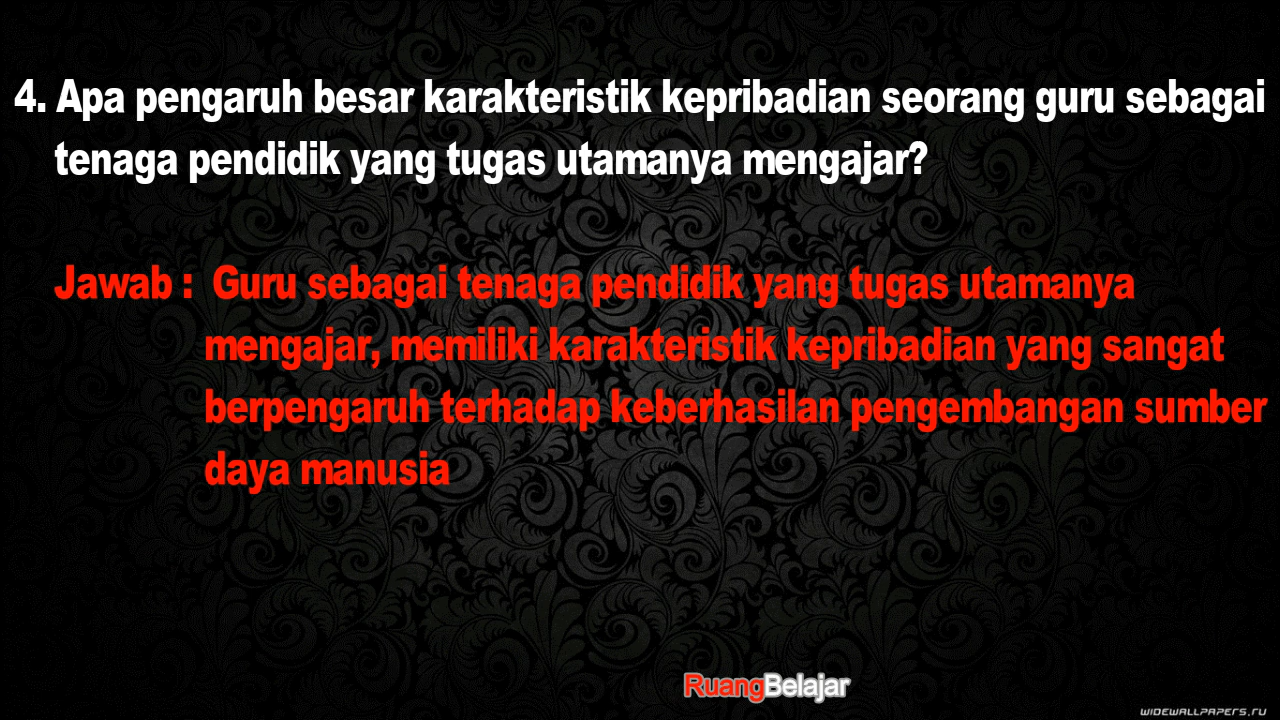 4. Apa pengaruh besar karakteristik kepribadian seorang guru sebagai
tenaga pendidik yang tugas utamanya mengajar?
Jawab : Guru sebagai tenaga pendidik yang tugas utamanya
mengajar, memiliki karakteristik kepribadian yang sangat
berpengaruh terhadap keberhasilan pengembangan sumber
daya manusia
RuangBelajar
WIDEWALLPAPERS.RU